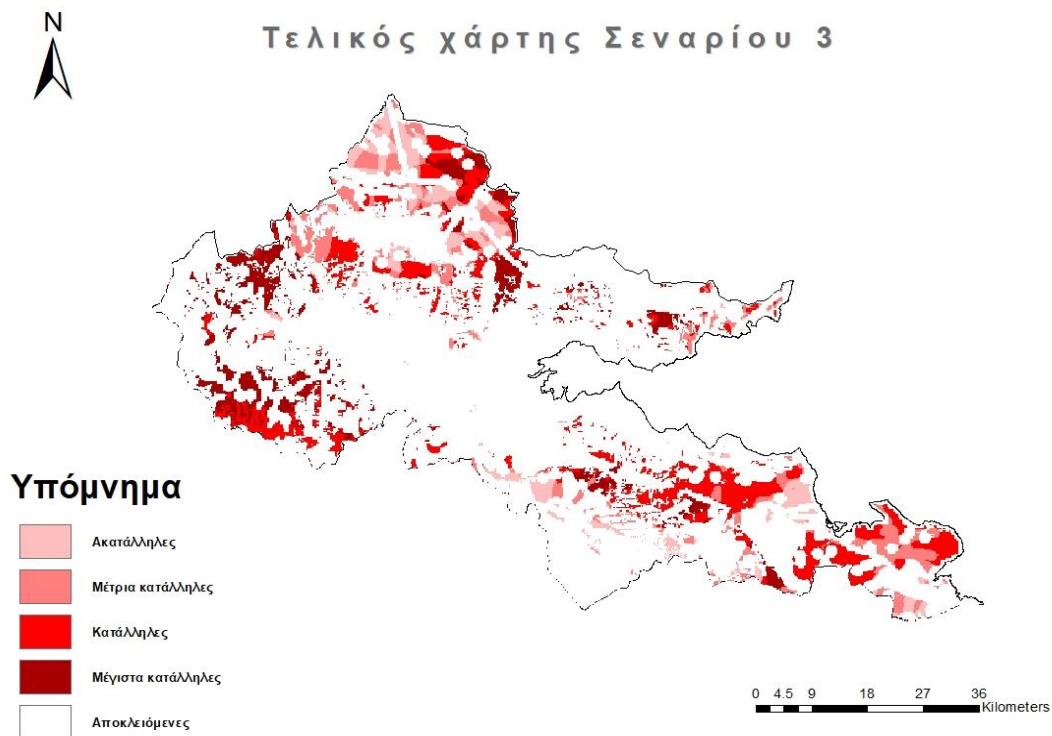 N
Τελικός χάρτης Σεναρίου 3
Υπόμνημα
Ακατάλληλες
Μέτρια κατάλληλες
Κατάλληλες
Μέγιστα κατάλληλες
Αποκλειόμενες
0 4.5 9 18 27 36
Kilometers